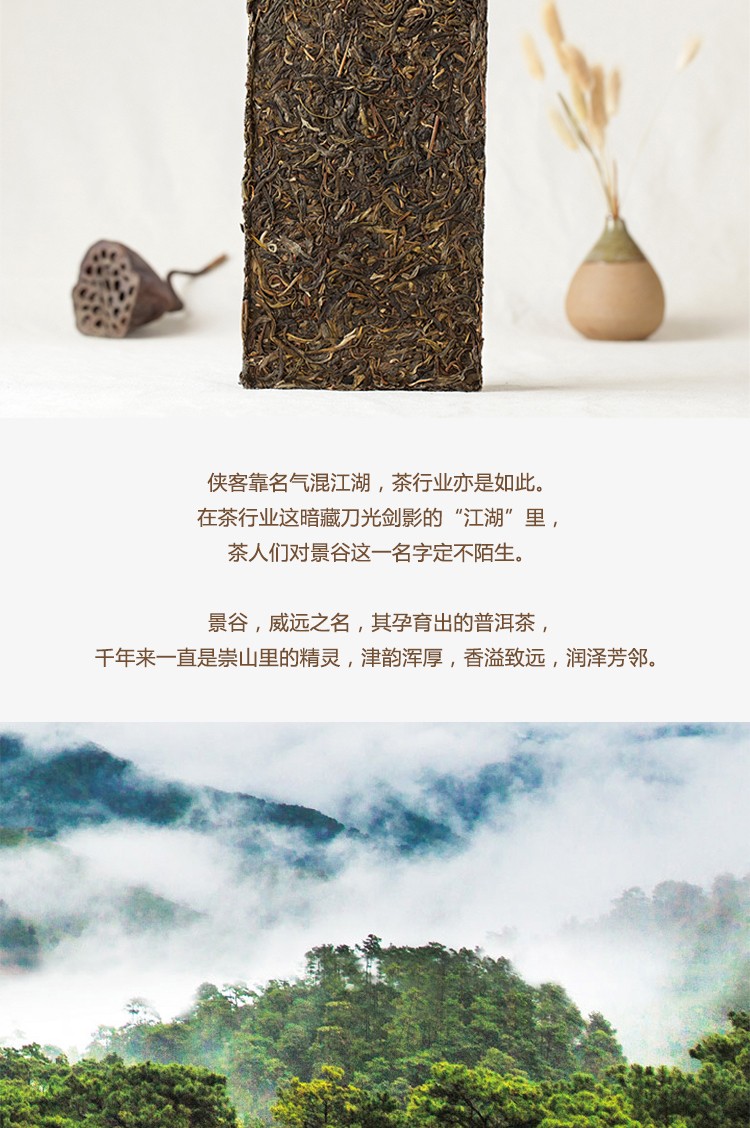 侠客靠名气混江湖，茶行业亦是如此。
在茶行业这暗藏刀光剑影的“江湖”里，
茶人们对景谷这一名字定不陌生。
景谷，威远之名，其孕育出的普洱茶，
千年来一直是崇山里的精灵，津韵浑厚，香溢致远，润泽芳邻。